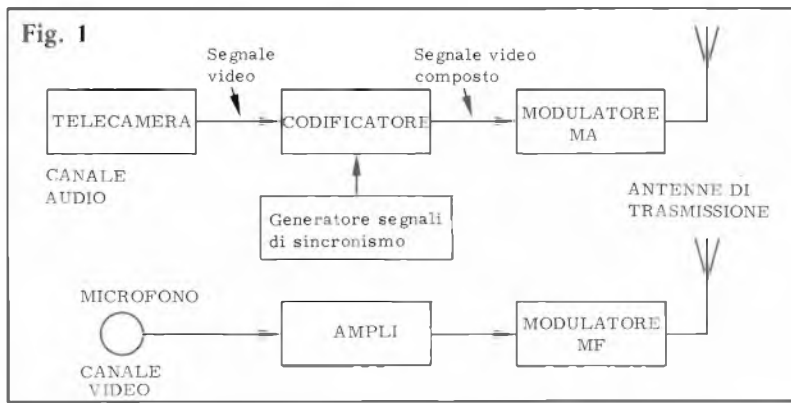 Fig. 1
Segnale
video
Segnale video
composto
TELECAMERA
CODIFICATORE
MODULATORE
MA
CANALE
AUDIO
Generatore segnali
di sincronismo
ANTENNE DI
TRASMISSIONE
MICROFONO
AMPLI
MODULATORE
MF
CANALE
VIDEO